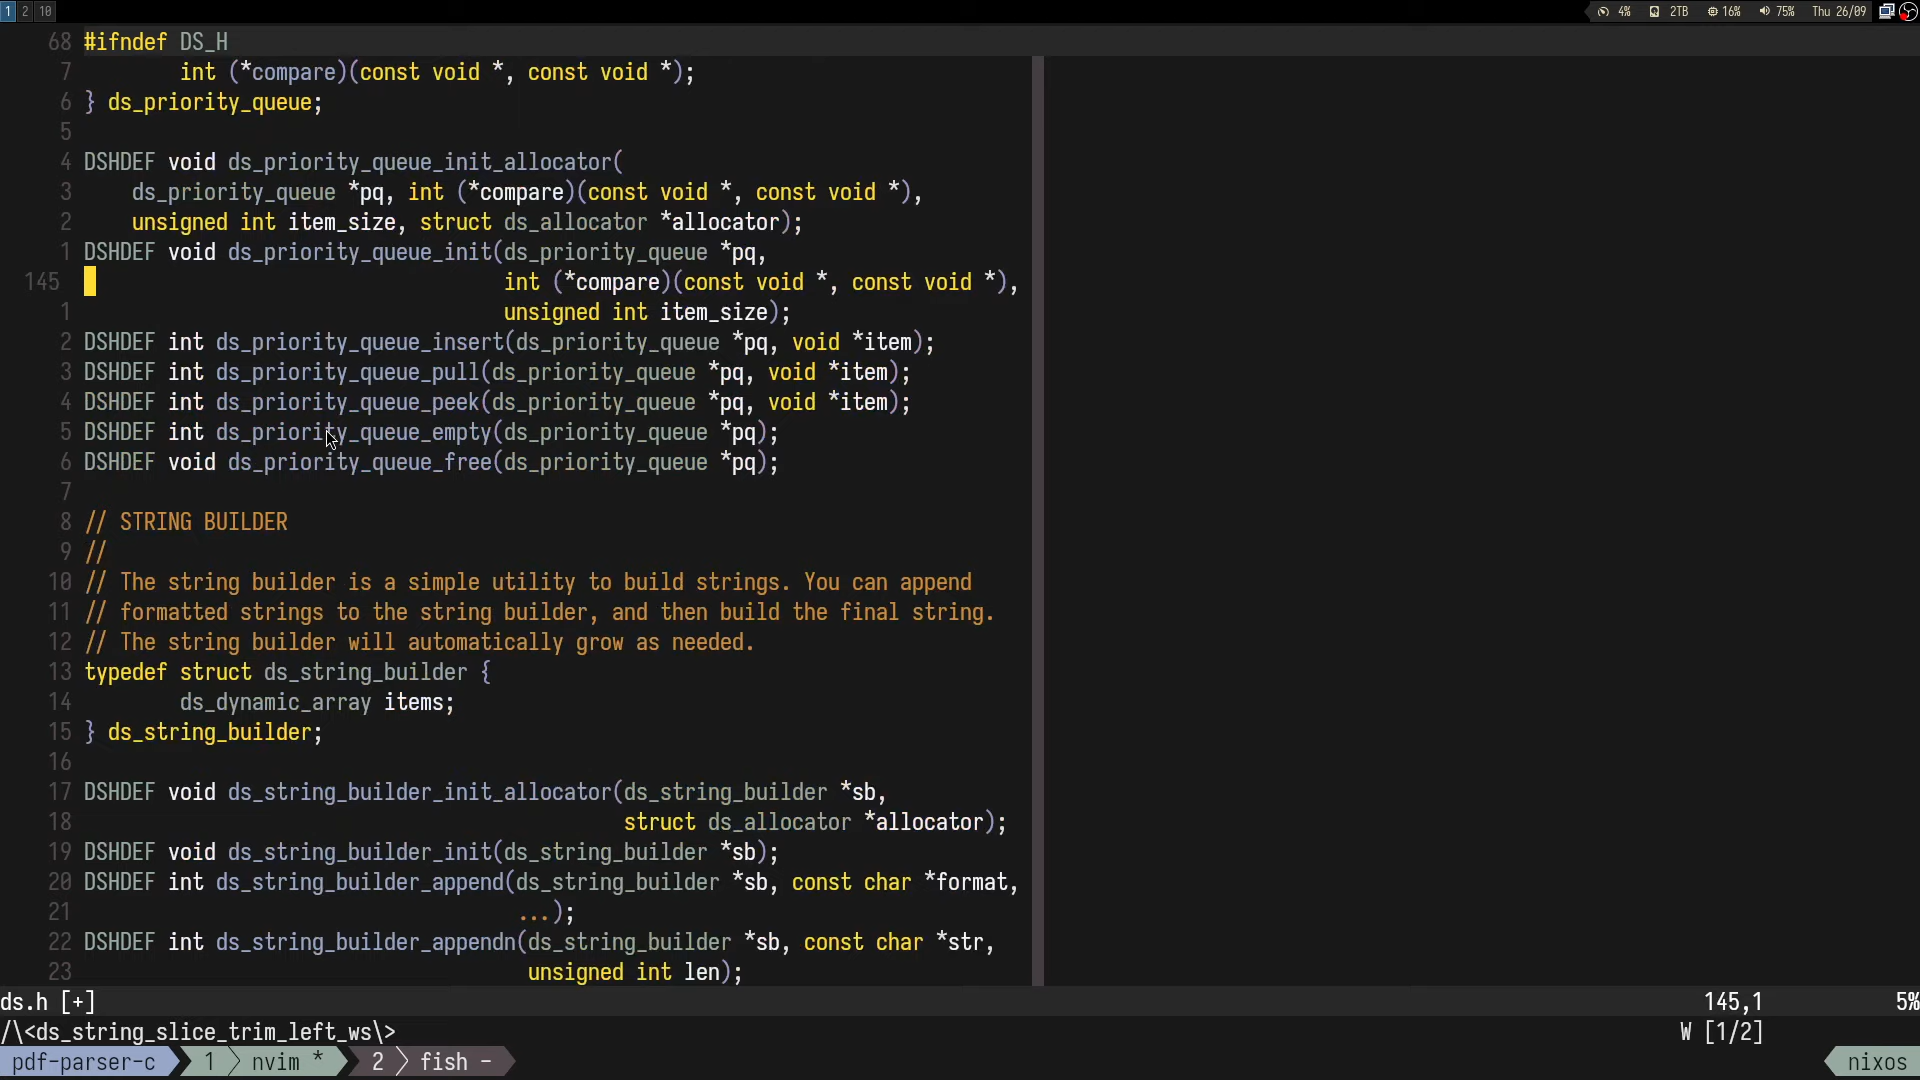 1 2 10 4% 2TB 16% 75% Thu 26/09
68 #ifndef DS_H
7 int (*compare)(const void *, const void *);
6 } ds_priority_queue;
5
4 DSHDEF void ds_priority_queue_init_allocator(
3 ds_priority_queue *pq, int (*compare)(const void *, const void *),
2 unsigned int item_size, struct ds_allocator *allocator);
1 DSHDEF void ds_priority_queue_init(ds_priority_queue *pq,
145 int (*compare)(const void *, const void *),
1 unsigned int item_size);
2 DSHDEF int ds_priority_queue_insert(ds_priority_queue *pq, void *item);
3 DSHDEF int ds_priority_queue_pull(ds_priority_queue *pq, void *item);
4 DSHDEF int ds_priority_queue_peek(ds_priority_queue *pq, void *item);
5 DSHDEF int ds_priority_queue_empty(ds_priority_queue *pq);
6 DSHDEF void ds_priority_queue_free(ds_priority_queue *pq);
7
8 // STRING BUILDER
9 //
10 // The string builder is a simple utility to build strings. You can append
11 // formatted strings to the string builder, and then build the final string.
12 // The string builder will automatically grow as needed.
13 typedef struct ds_string_builder {
14 ds_dynamic_array items;
15 } ds_string_builder;
16
17 DSHDEF void ds_string_builder_init_allocator(ds_string_builder *sb,
18 struct ds_allocator *allocator);
19 DSHDEF void ds_string_builder_init(ds_string_builder *sb);
20 DSHDEF int ds_string_builder_append(ds_string_builder *sb, const char *format,
21 ...);
22 DSHDEF int ds_string_builder_appendn(ds_string_builder *sb, const char *str,
23 unsigned int len);
ds.h [+] 145,1 5%
/\<ds_string_slice_trim_left_ws\> W [1/2]
pdf-parser-c 1 nvim * 2 fish - nixos